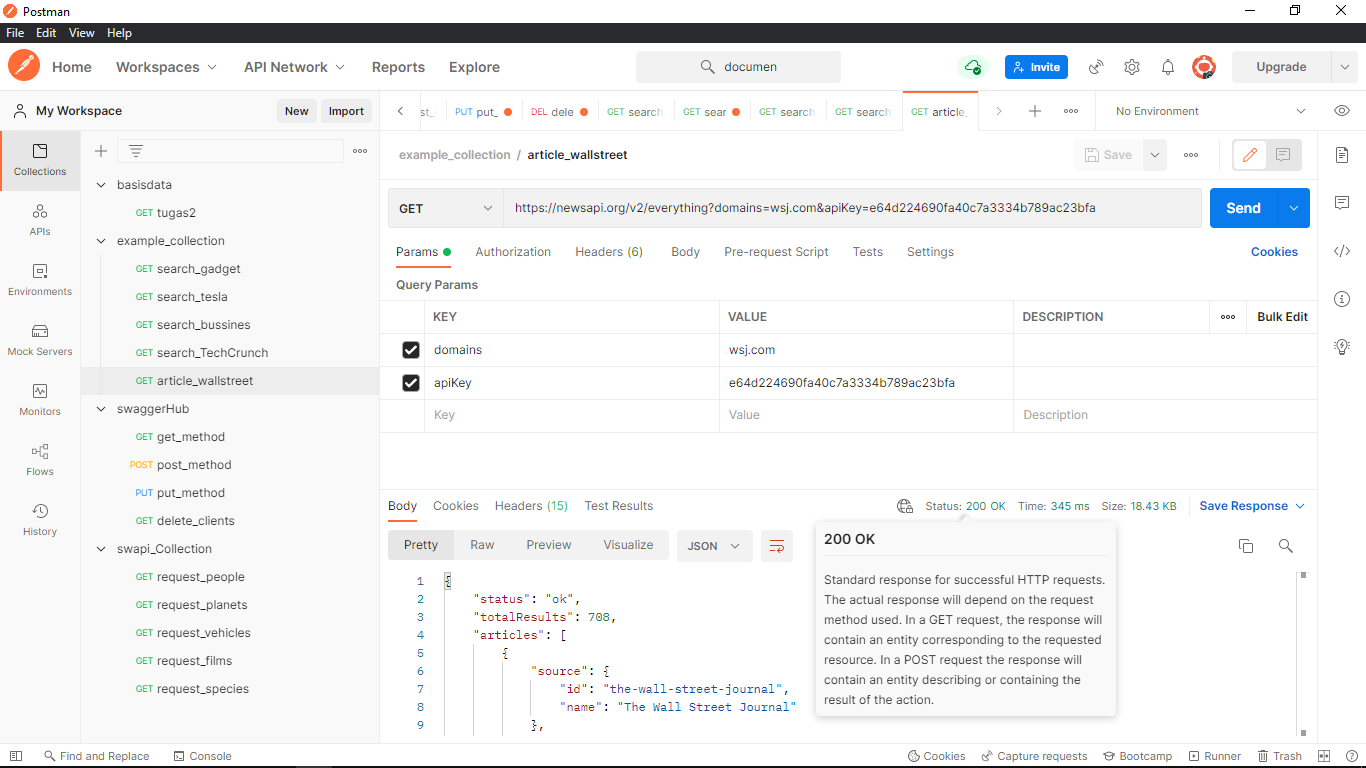 Postman
File Edit View Help
Home Workspaces API Network Reports Explore documen Invite Upgrade
My Workspace New Import
st_ PUT put_ DEL dele GET search GET sear GET search GET search GET article_ No Environment
example_collection / article_wallstreet Save
GET https://newsapi.org/v2/everything?domains=wsj.com&apiKey=e64d224690fa40c7a3334b789ac23bfa Send
Params Authorization Headers (6) Body Pre-request Script Tests Settings Cookies
Query Params
KEY VALUE DESCRIPTION Bulk Edit
domains wsj.com
apiKey e64d224690fa40c7a3334b789ac23bfa
Key Value Description
Collections
APIs
Environments
Mock Servers
Monitors
Flows
History
basisdata
GET tugas2
example_collection
GET search_gadget
GET search_tesla
GET search_bussines
GET search_TechCrunch
GET article_wallstreet
swaggerHub
GET get_method
POST post_method
PUT put_method
GET delete_clients
swapi_Collection
GET request_people
GET request_planets
GET request_vehicles
GET request_films
GET request_species
Body Cookies Headers (15) Test Results Status: 200 OK Time: 345 ms Size: 18.43 KB Save Response
Pretty Raw Preview Visualize JSON
1 {
2 "status": "ok",
3 "totalResults": 708,
4 "articles": [
5 {
6 "source": {
7 "id": "the-wall-street-journal",
8 "name": "The Wall Street Journal"
9 },
200 OK
Standard response for successful HTTP requests.
The actual response will depend on the request
method used. In a GET request, the response will
contain an entity corresponding to the requested
resource. In a POST request the response will
contain an entity describing or containing the
result of the action.
Find and Replace Console Cookies Capture requests Bootcamp Runner Trash